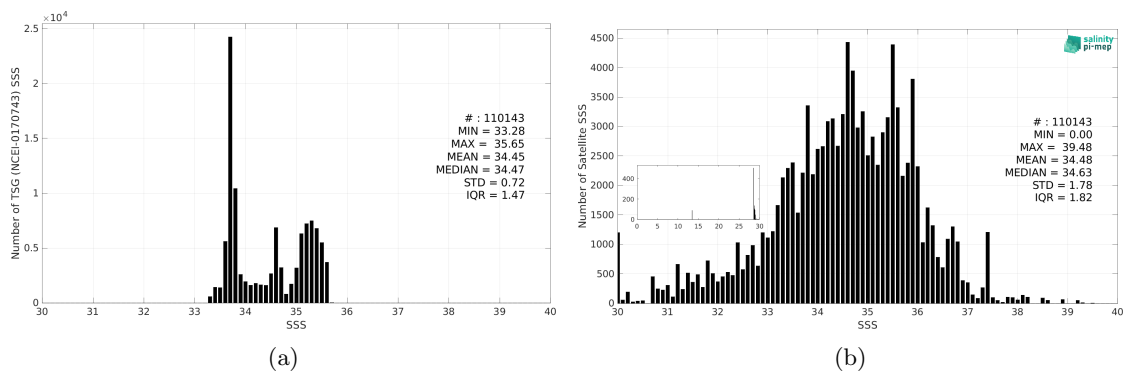 ×10^4
2.5
2
1.5
1
0.5
0
30 31 32 33 34 35 36 37 38 39 40
SSS
Number of TSG (NCEI-0170743) SSS
# : 110143
MIN = 33.28
MAX = 35.65
MEAN = 34.45
MEDIAN = 34.47
STD = 0.72
IQR = 1.47
(a)
4500
4000
3500
3000
2500
2000
1500
1000
500
0
30 31 32 33 34 35 36 37 38 39 40
SSS
Number of Satellite SSS
salinity
pi-mep
# : 110143
MIN = 0.00
MAX = 39.48
MEAN = 34.48
MEDIAN = 34.63
STD = 1.78
IQR = 1.82
400
200
0
0 5 10 15 20 25 30
(b)